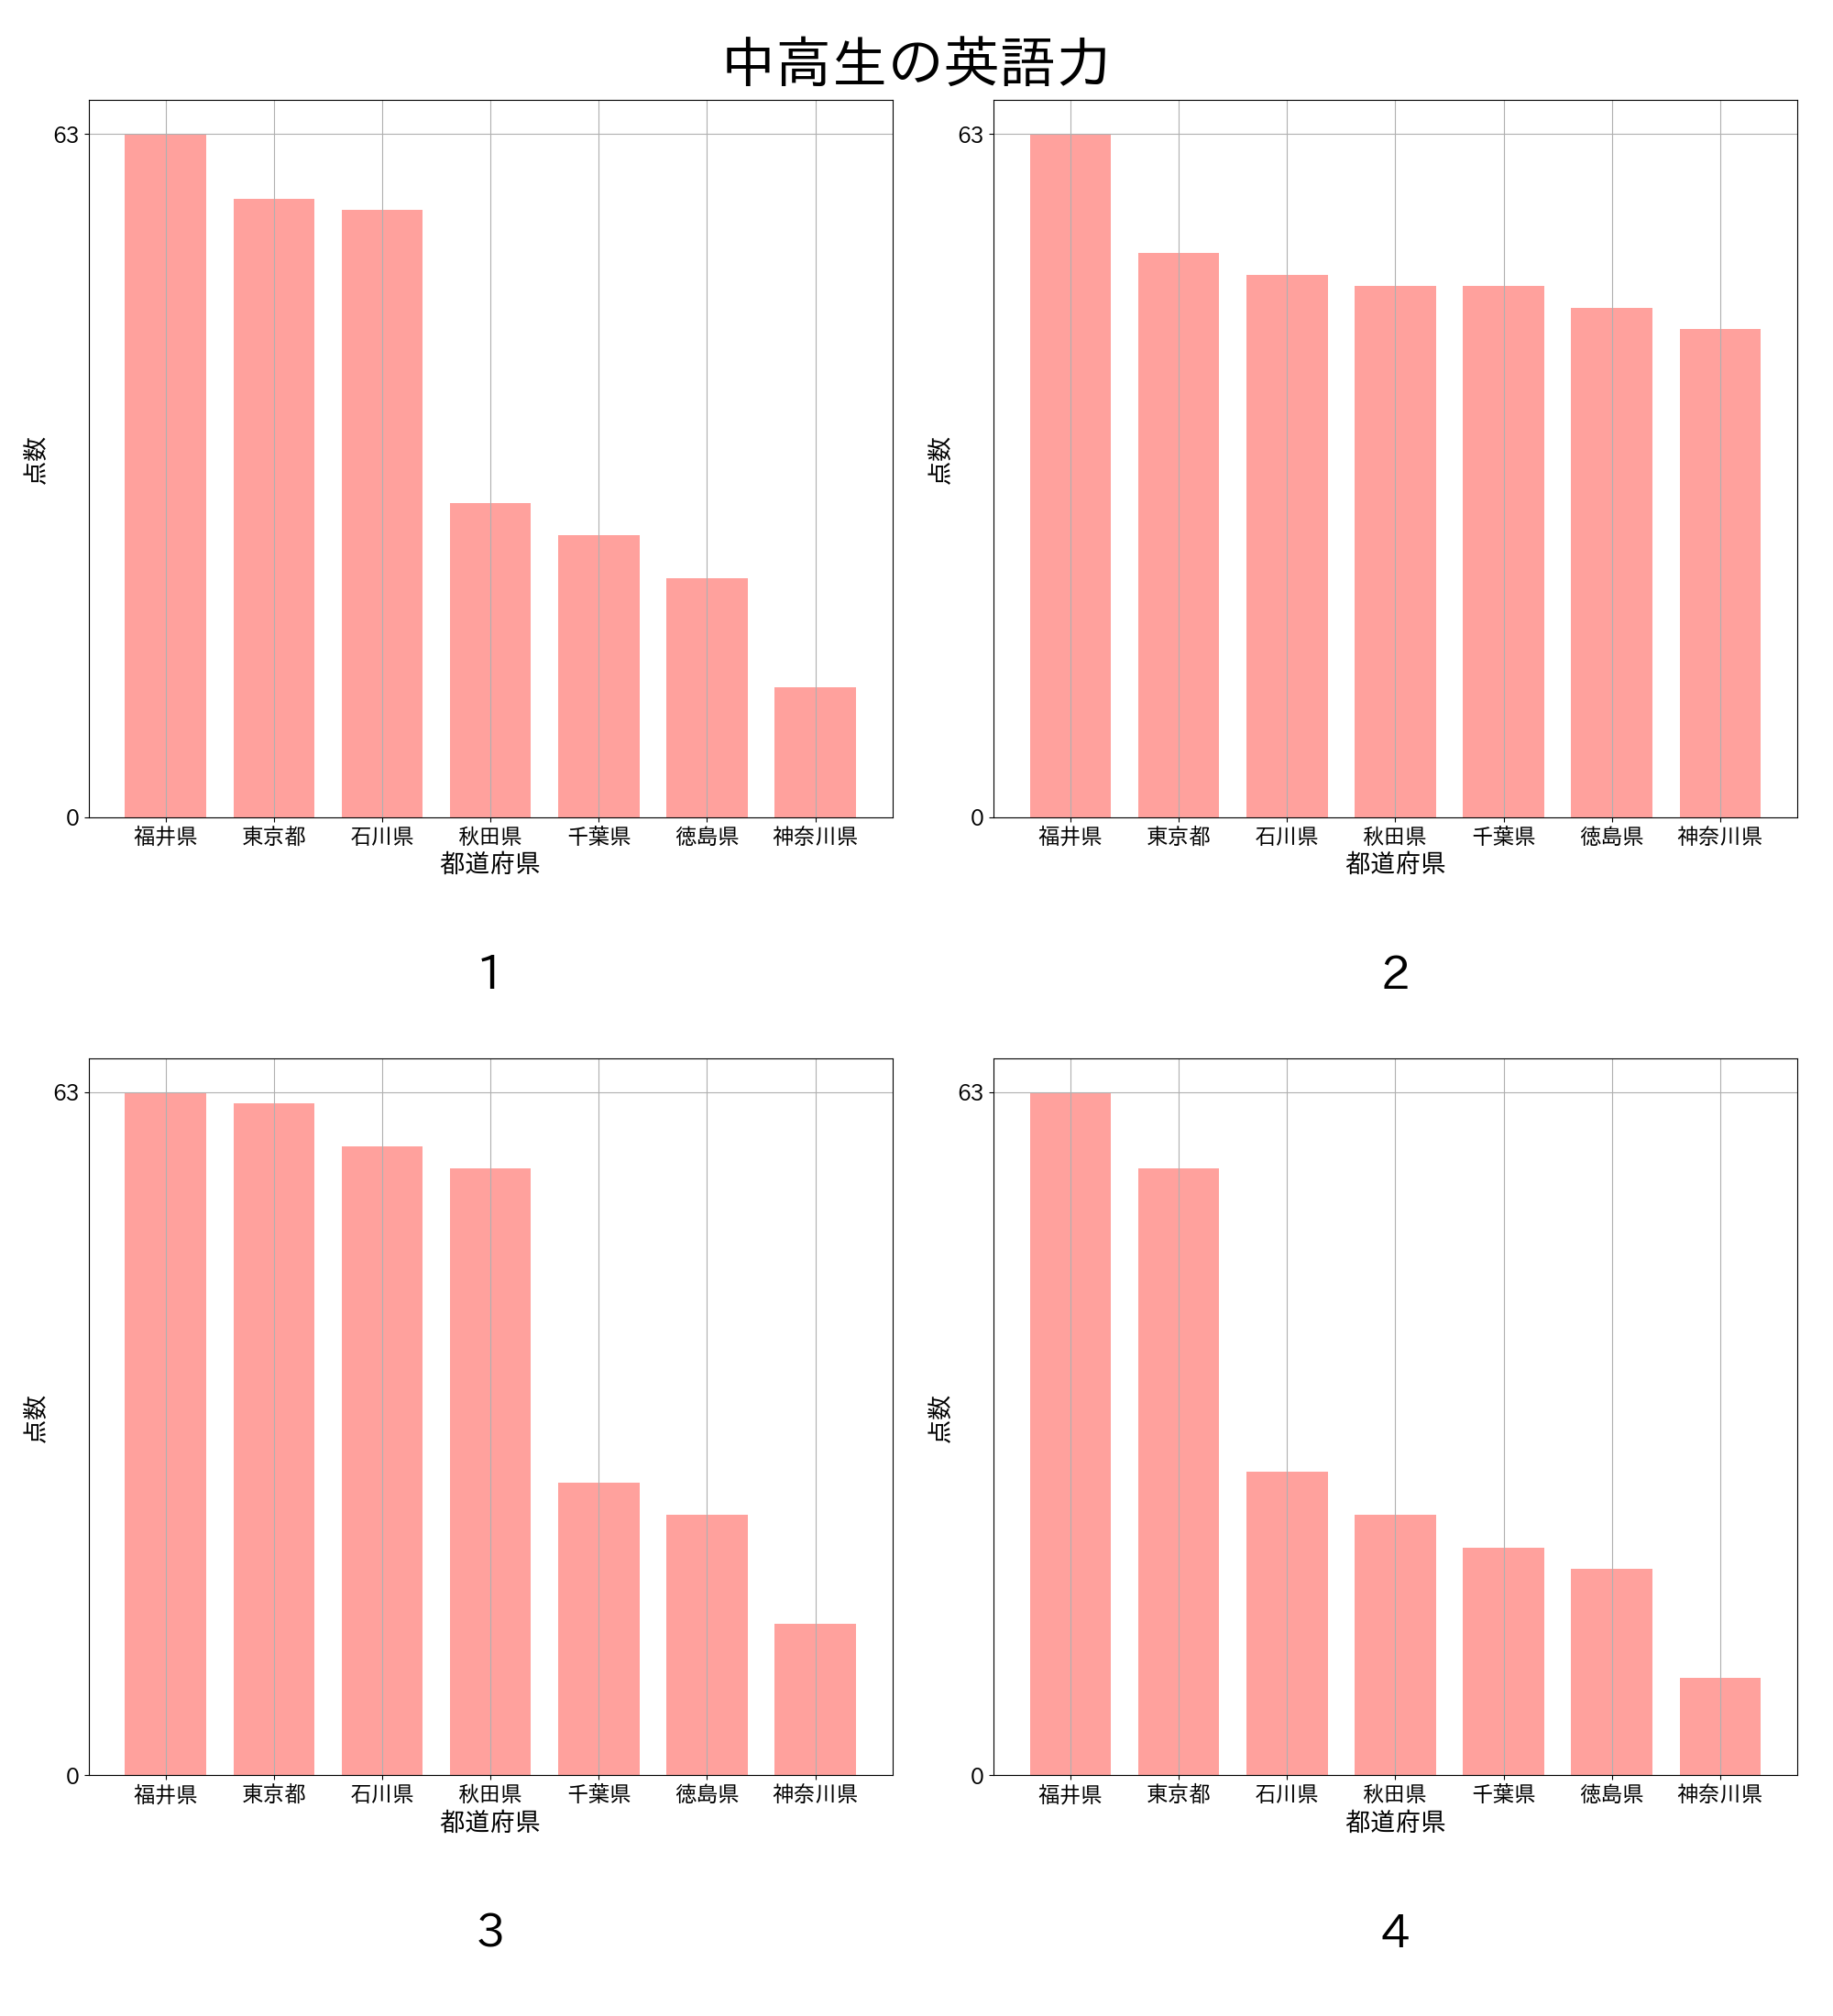 中高生の英語力
63
0
点数
福井県 東京都 石川県 秋田県 千葉県 徳島県 神奈川県
都道府県
1
63
0
点数
福井県 東京都 石川県 秋田県 千葉県 徳島県 神奈川県
都道府県
2
63
0
点数
福井県 東京都 石川県 秋田県 千葉県 徳島県 神奈川県
都道府県
3
63
0
点数
福井県 東京都 石川県 秋田県 千葉県 徳島県 神奈川県
都道府県
4